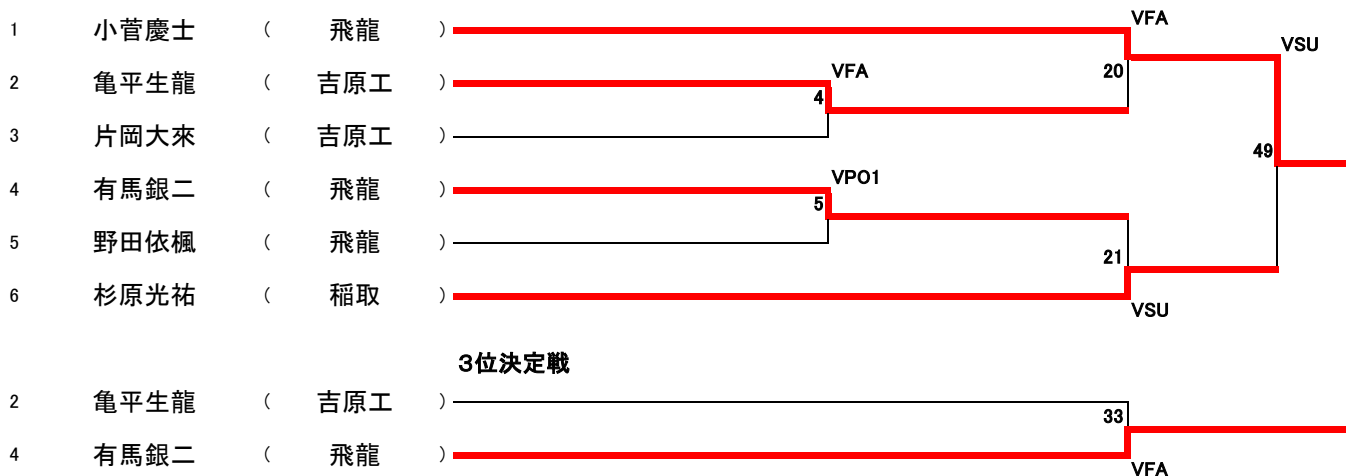 VFA
1 小菅慶士 ( 飛龍 )
VSU
2 亀平生龍 ( 吉原工 ) VFA 20
4
3 片岡大來 ( 吉原工 )
49
4 有馬銀二 ( 飛龍 ) VPO1
5
5 野田依楓 ( 飛龍 )
21
6 杉原光祐 ( 稲取 )
VSU
3位決定戦
2 亀平生龍 ( 吉原工 )
33
4 有馬銀二 ( 飛龍 )
VFA